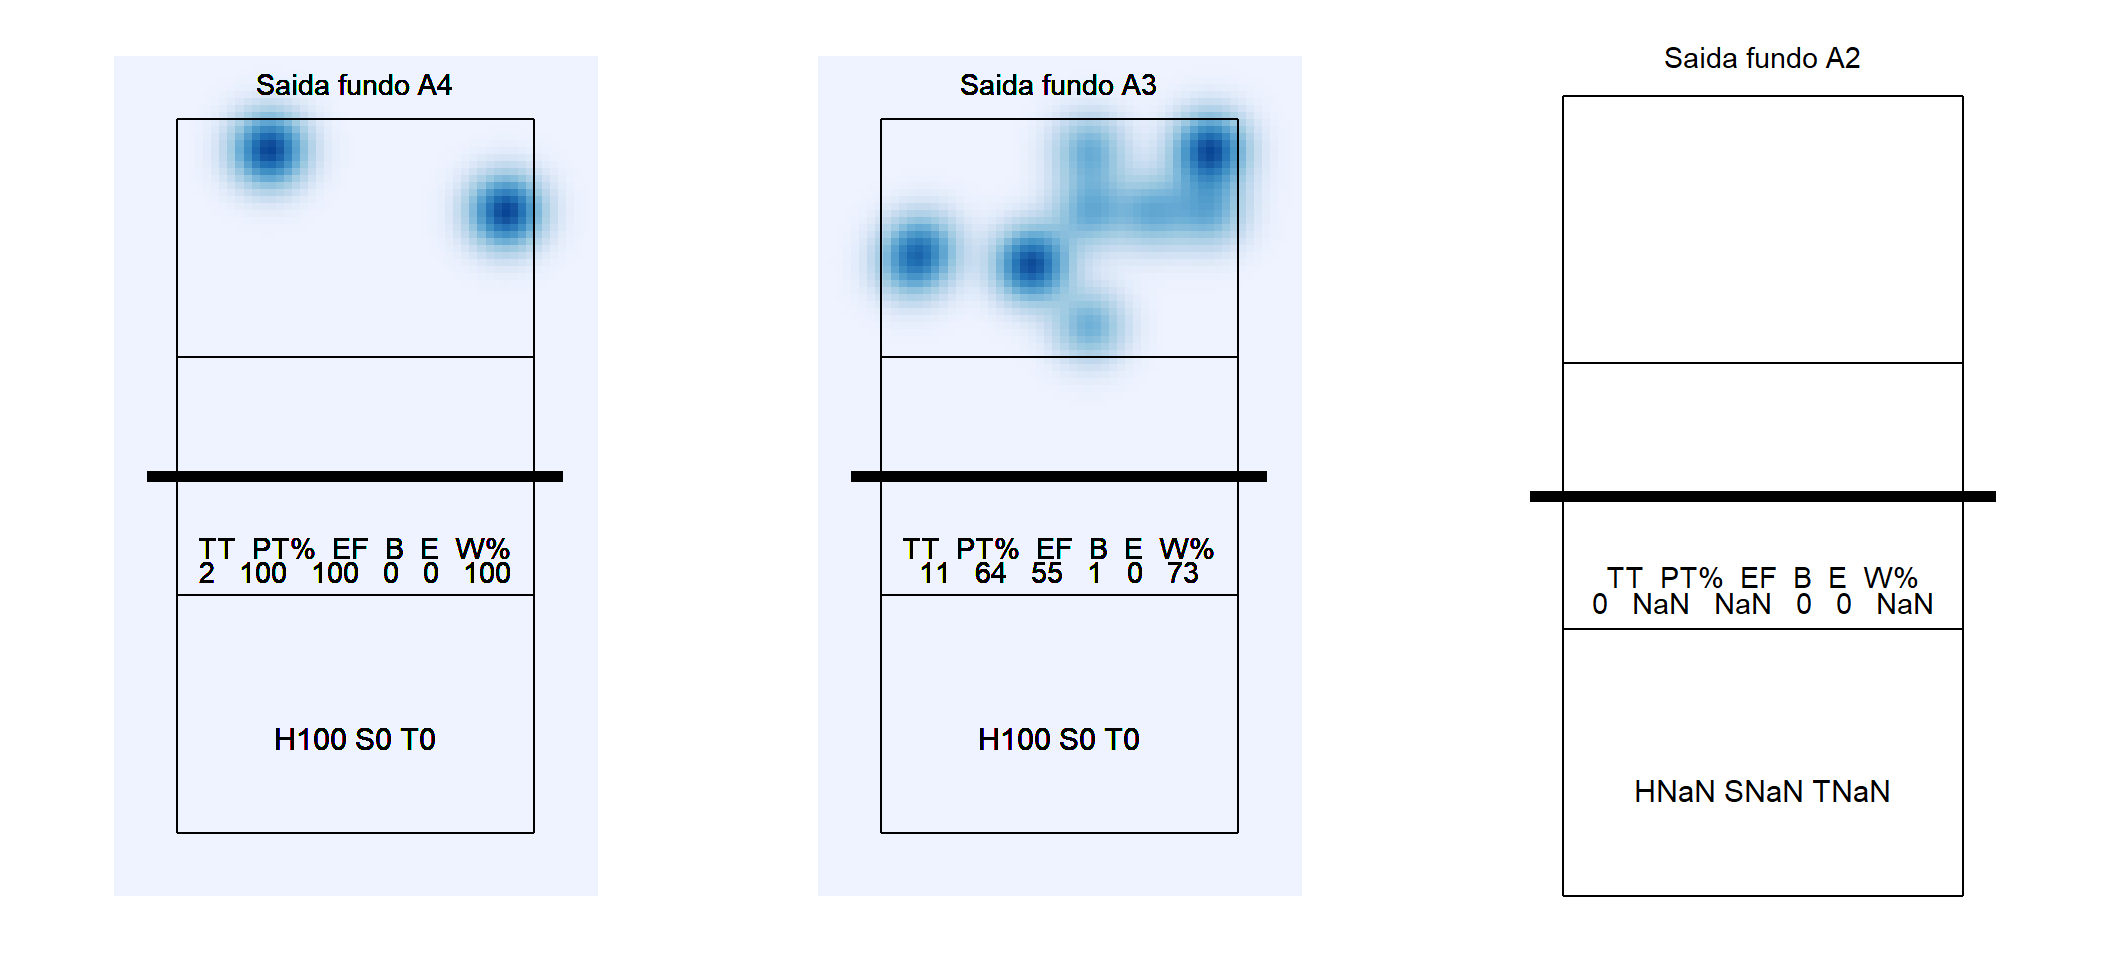 Saida fundo A4
TT PT% EF B E W%
2 100 100 0 0 100
H100 S0 T0
Saida fundo A3
TT PT% EF B E W%
11 64 55 1 0 73
H100 S0 T0
Saida fundo A2
TT PT% EF B E W%
0 NaN NaN 0 0 NaN
HNaN SNaN TNaN